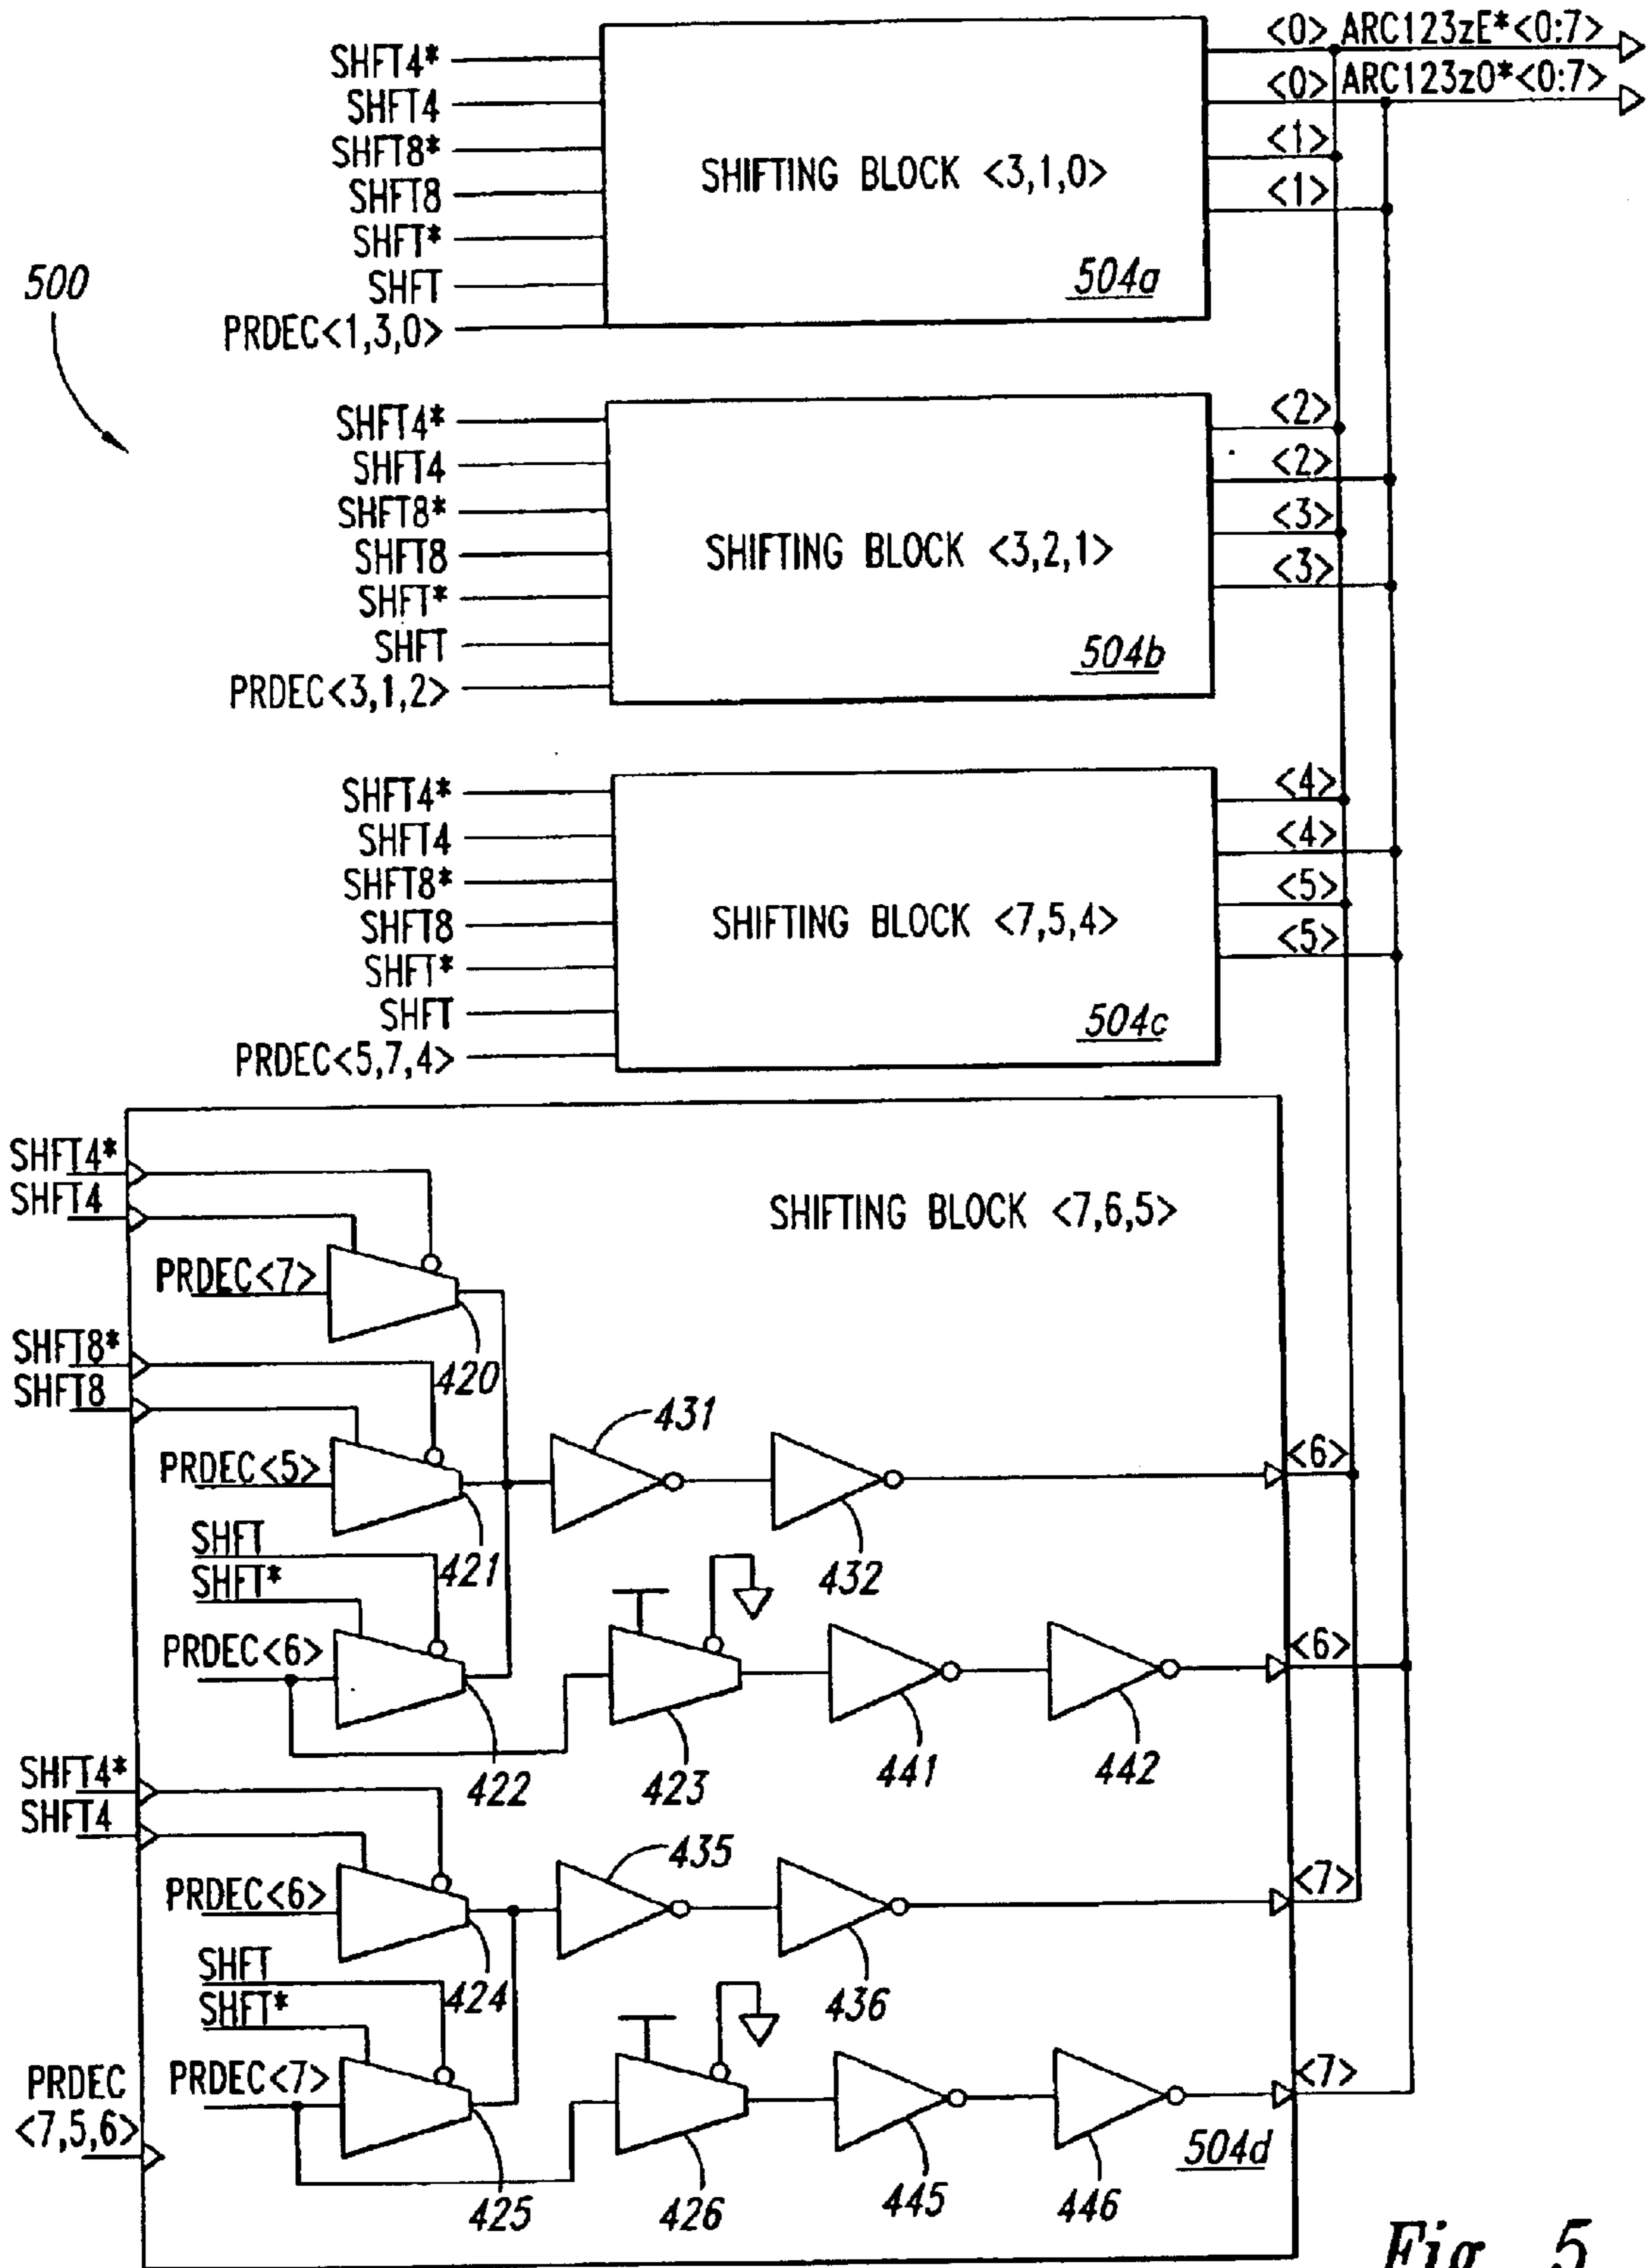 <0> ARC123zE*<0:7>
SHFT4*
<0> ARC123zO*<0:7>
SHFT4
SHFT8*
<1>
SHIFTING BLOCK <3,1,0>
SHFT8
<1>
SHFT*
500
SHFT
504a
PRDEC<1,3,0>
SHFT4*
<2>
SHFT4
<2>
SHFT8*
<3>
SHFT8
SHIFTING BLOCK <3,2,1>
<3>
SHFT*
SHFT
504b
PRDEC<3,1,2>
SHFT4*
<4>
SHFT4
<4>
SHFT8*
<5>
SHFT8
SHIFTING BLOCK <7,5,4>
<5>
SHFT*
SHFT
504c
PRDEC<5,7,4>
SHFT4*
SHFT4
SHIFTING BLOCK <7,6,5>
PRDEC<7>
SHFT8*
420
SHFT8
431
PRDEC<5>
<6>
SHFT
421
432
SHFT*
PRDEC<6>
<6>
422
423
441
442
SHFT4*
SHFT4
435
PRDEC<6>
<7>
SHFT
424
436
SHFT*
PRDEC<7>
<7>
PRDEC
<7,5,6>
504d
425
426
445
446
Fig. 5